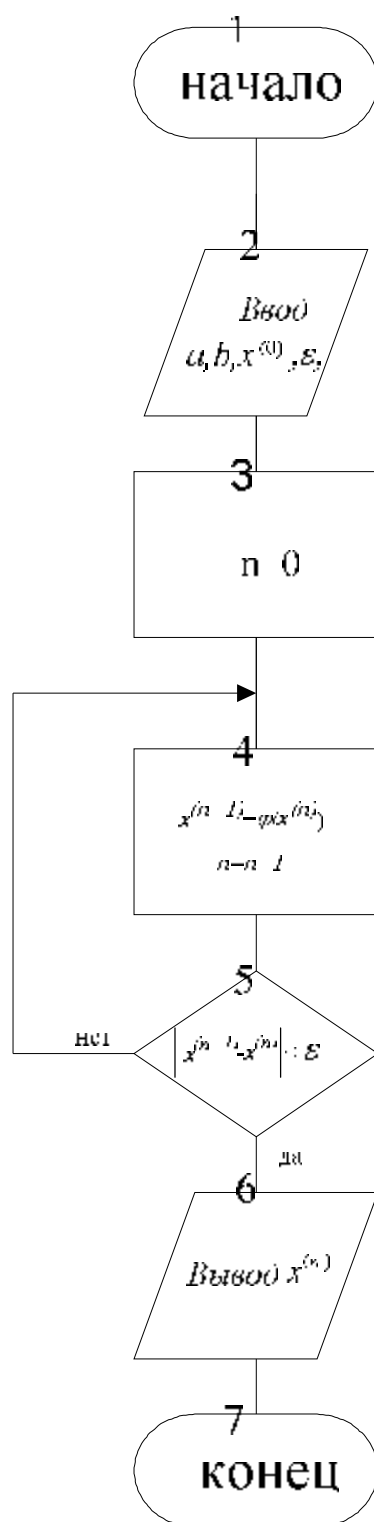 1
начало
2
Ввод
a, b, x^(0), ε,
3
n 0
4
x^(n 1)=φ(x^(n))
n=n 1
5
нет
|x^(n 1)-x^(n)| < ε
да
6
Вывод x^(n)
7
конец